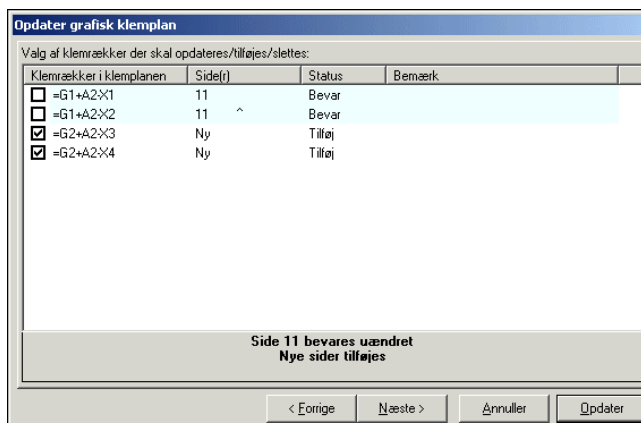 Opdater grafisk klemplan
Valg af klemrækker der skal opdateres/tilføjes/slettes:
Klemrækker i klemplanen Side(r) Status Bemærk
=G1+A2-X1 11 Bevar
=G1+A2-X2 11 ^ Bevar
=G2+A2-X3 Ny Tilføj
=G2+A2-X4 Ny Tilføj
Side 11 bevares uændret
Nye sider tilføjes
< Forrige Næste > Annuller Opdater